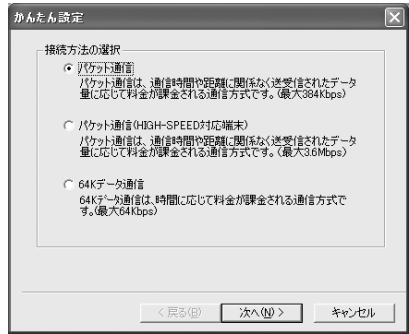 かんたん設定
接続方法の選択
パケット通信
パケット通信は、通信時間や距離に関係なく送受信されたデータ
量に応じて料金が課金される通信方式です。(最大384Kbps)
パケット通信(HIGH-SPEED対応端末)
パケット通信は、通信時間や距離に関係なく送受信されたデータ
量に応じて料金が課金される通信方式です。(最大3.6Mbps)
64Kデータ通信
64Kデータ通信は、時間に応じて料金が課金される通信方式で
す。(最大64Kbps)
< 戻る(B)
次へ(N) >
キャンセル